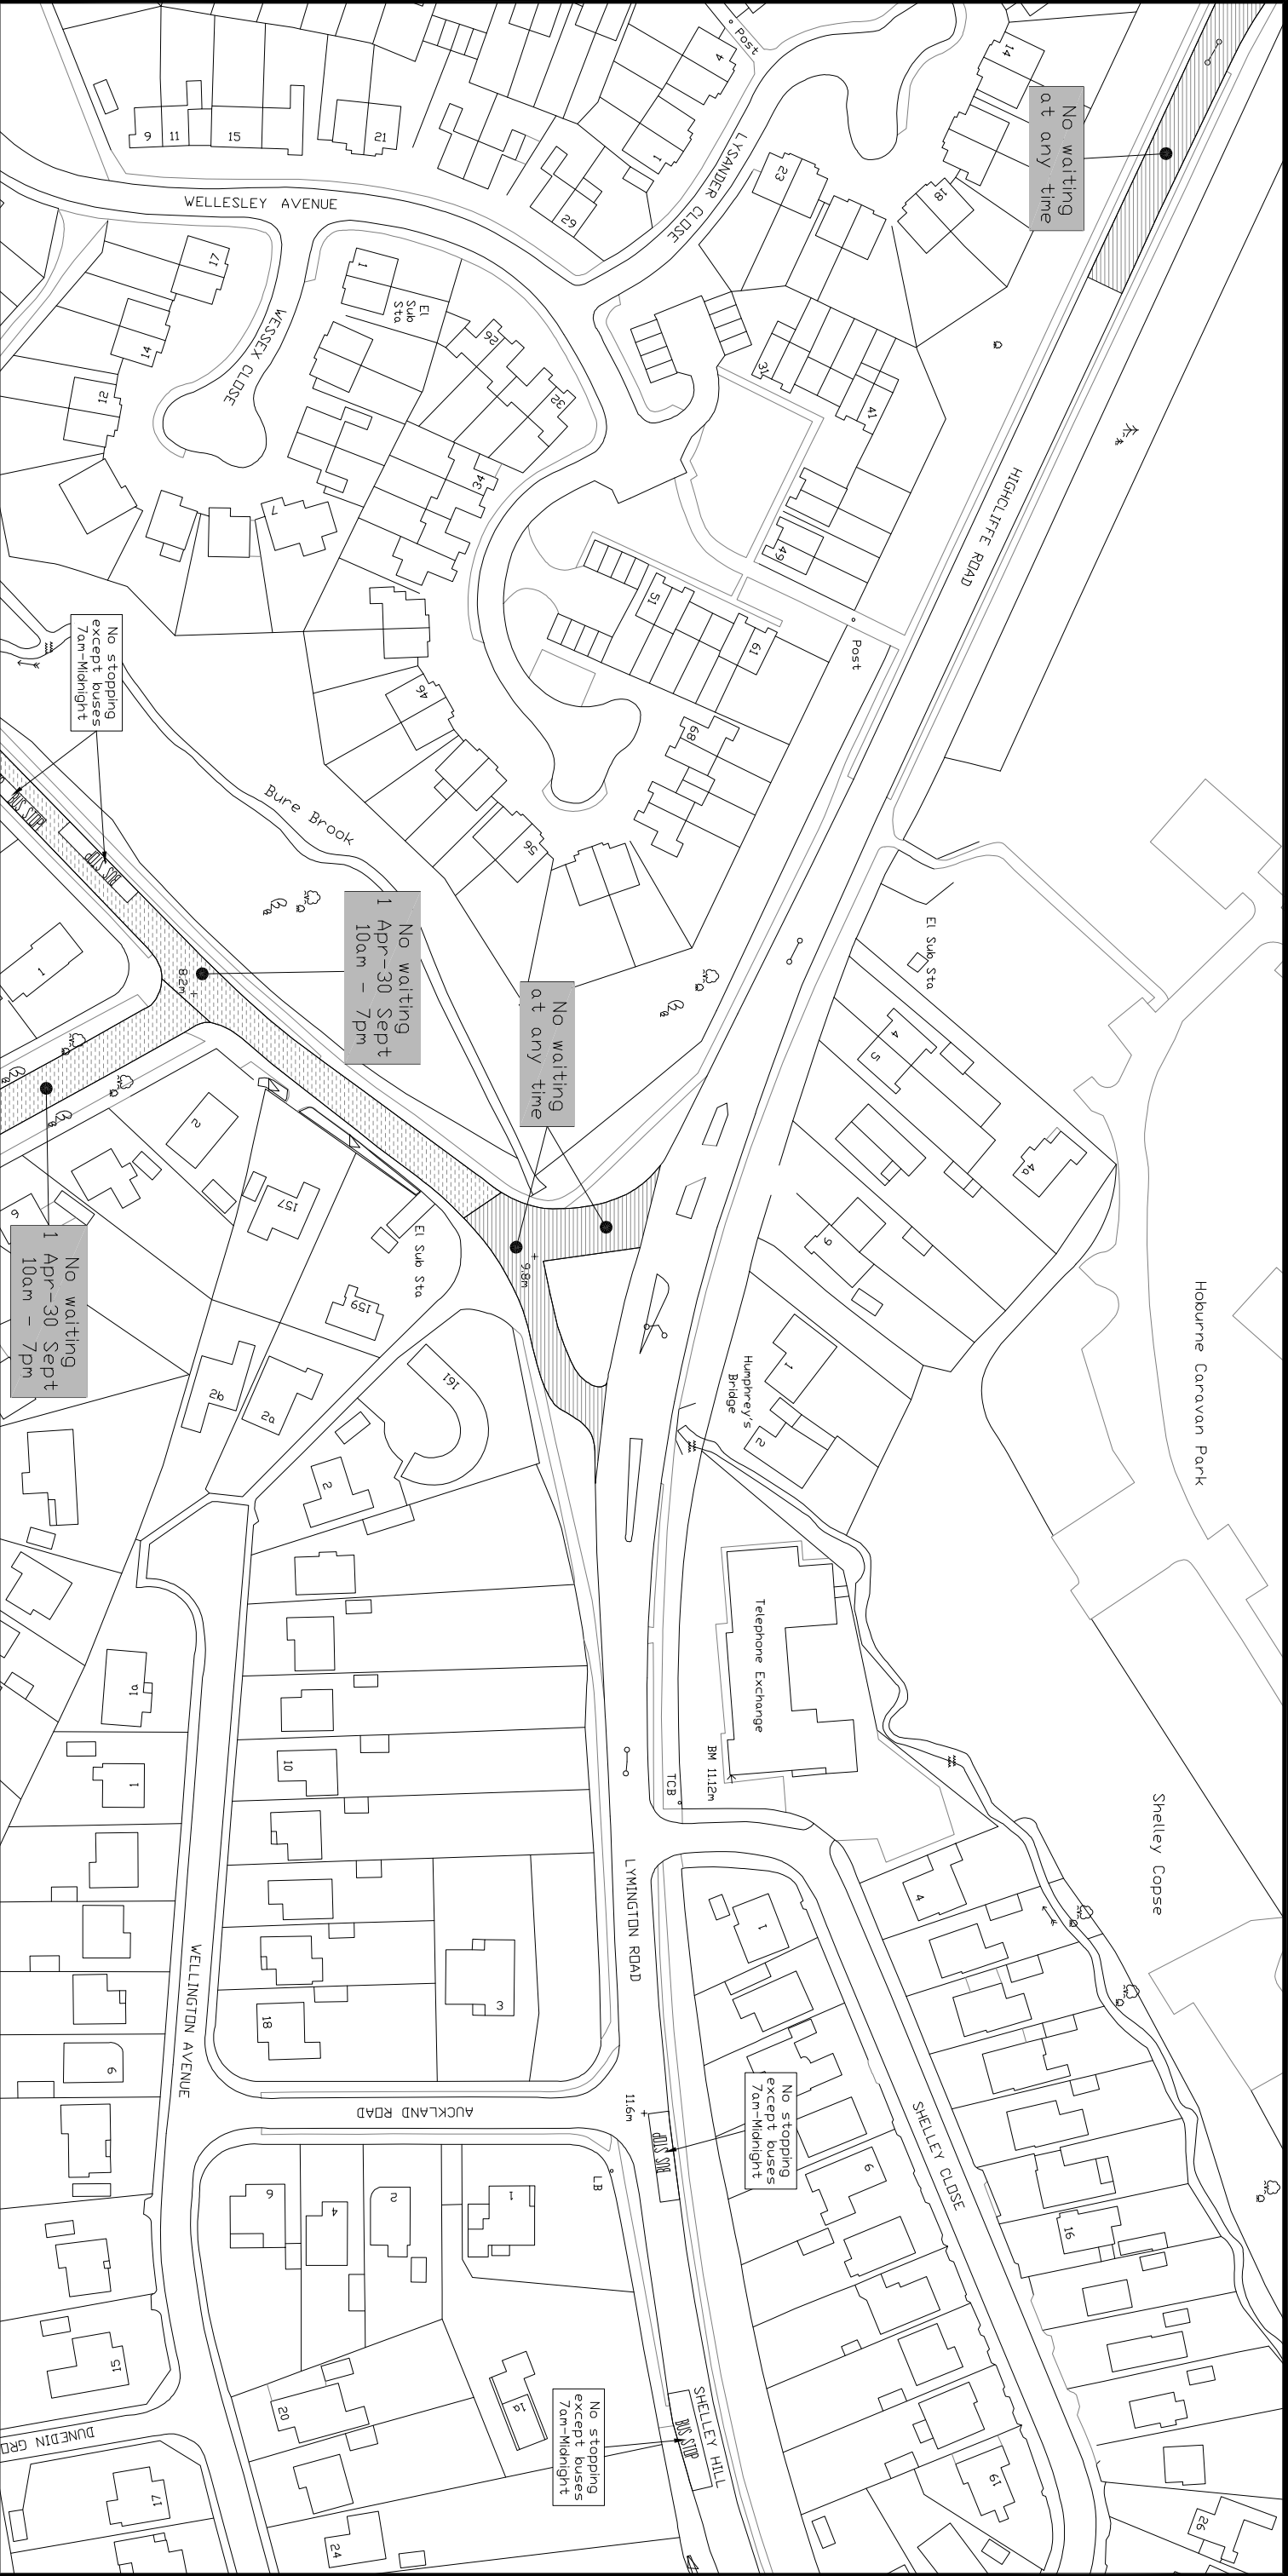 14
No waiting
at any time
Post
4
1
9
11
15
21
29
23
18
LYSANDER CLOSE
WELLESLEY AVENUE
17
14
12
WESSEX CLOSE
1
El
Sub
Sta
26
32
34
7
31
41
49
HIGHCLIFFE ROAD
51
61
Post
68
46
56
No stopping
except buses
7am-Midnight
BUS STOP
BUS STOP
Bure Brook
1
8.2m
No waiting
1 Apr-30 Sept
10am - 7pm
No waiting
at any time
El Sub Sta
4
5
4a
9
Hoburne Caravan Park
2
157
El Sub Sta
159
9.8m
6
No waiting
1 Apr-30 Sept
10am - 7pm
1
2
Humphrey's
Bridge
161
2b
2a
2
Telephone Exchange
BM 11.12m
TCB
Shelley Copse
1a
1
10
LYMINGTON ROAD
4
1
18
3
WELLINGTON AVENUE
9
AUCKLAND ROAD
11.6m
BUS STOP
No stopping
except buses
7am-Midnight
SHELLEY CLOSE
9
16
LB
6
4
2
1
15
20
1a
No stopping
except buses
7am-Midnight
SHELLEY HILL
BUS STOP
19
26
DUNEDIN GRO
17
24